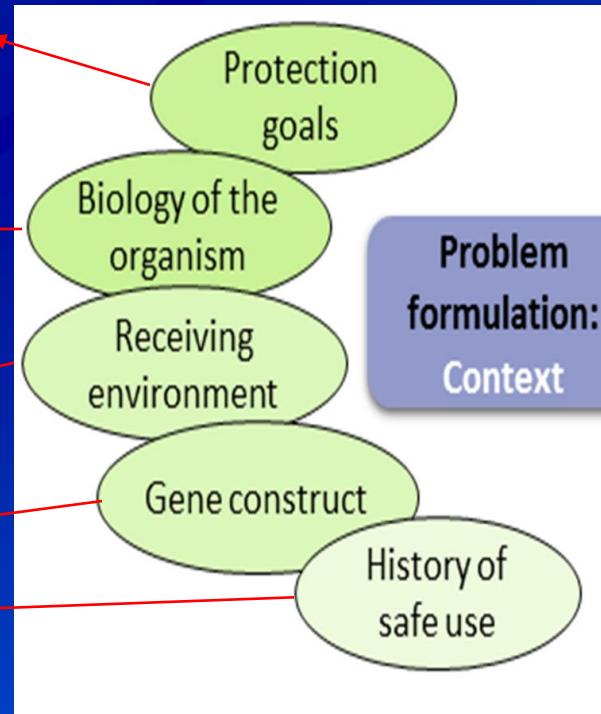 Protection
goals
Biology of the
organism
Receiving
environment
Gene construct
History of
safe use
Problem
formulation:
Context